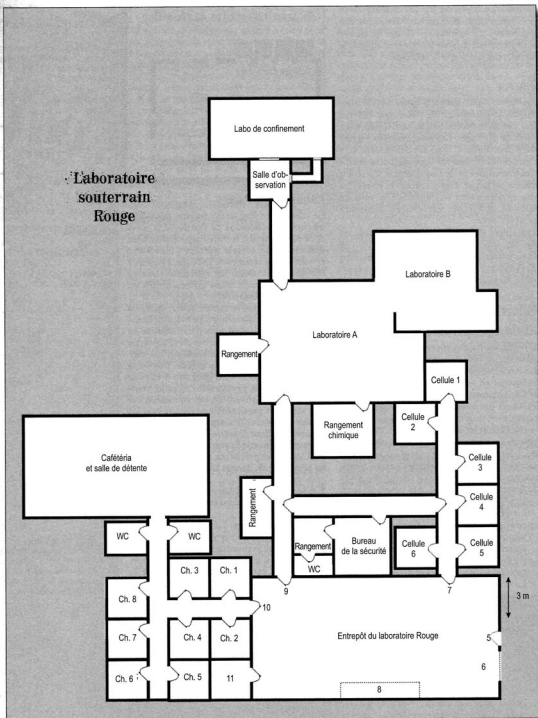 Labo de confinement
Salle d'ob-
servation
Laboratoire
souterrain
Rouge
Laboratoire B
Laboratoire A
Rangement
Cellule 1
Cellule
2
Rangement
chimique
Cellule
3
Cafétéria
et salle de détente
Rangement
Cellule
4
WC
WC
Rangement
Bureau
de la sécurité
Cellule
6
Cellule
5
WC
Ch. 3
Ch. 1
Ch. 8
9
7
3 m
10
Ch. 7
Ch. 4
Ch. 2
Entrepôt du laboratoire Rouge
5
6
Ch. 6
Ch. 5
11
8